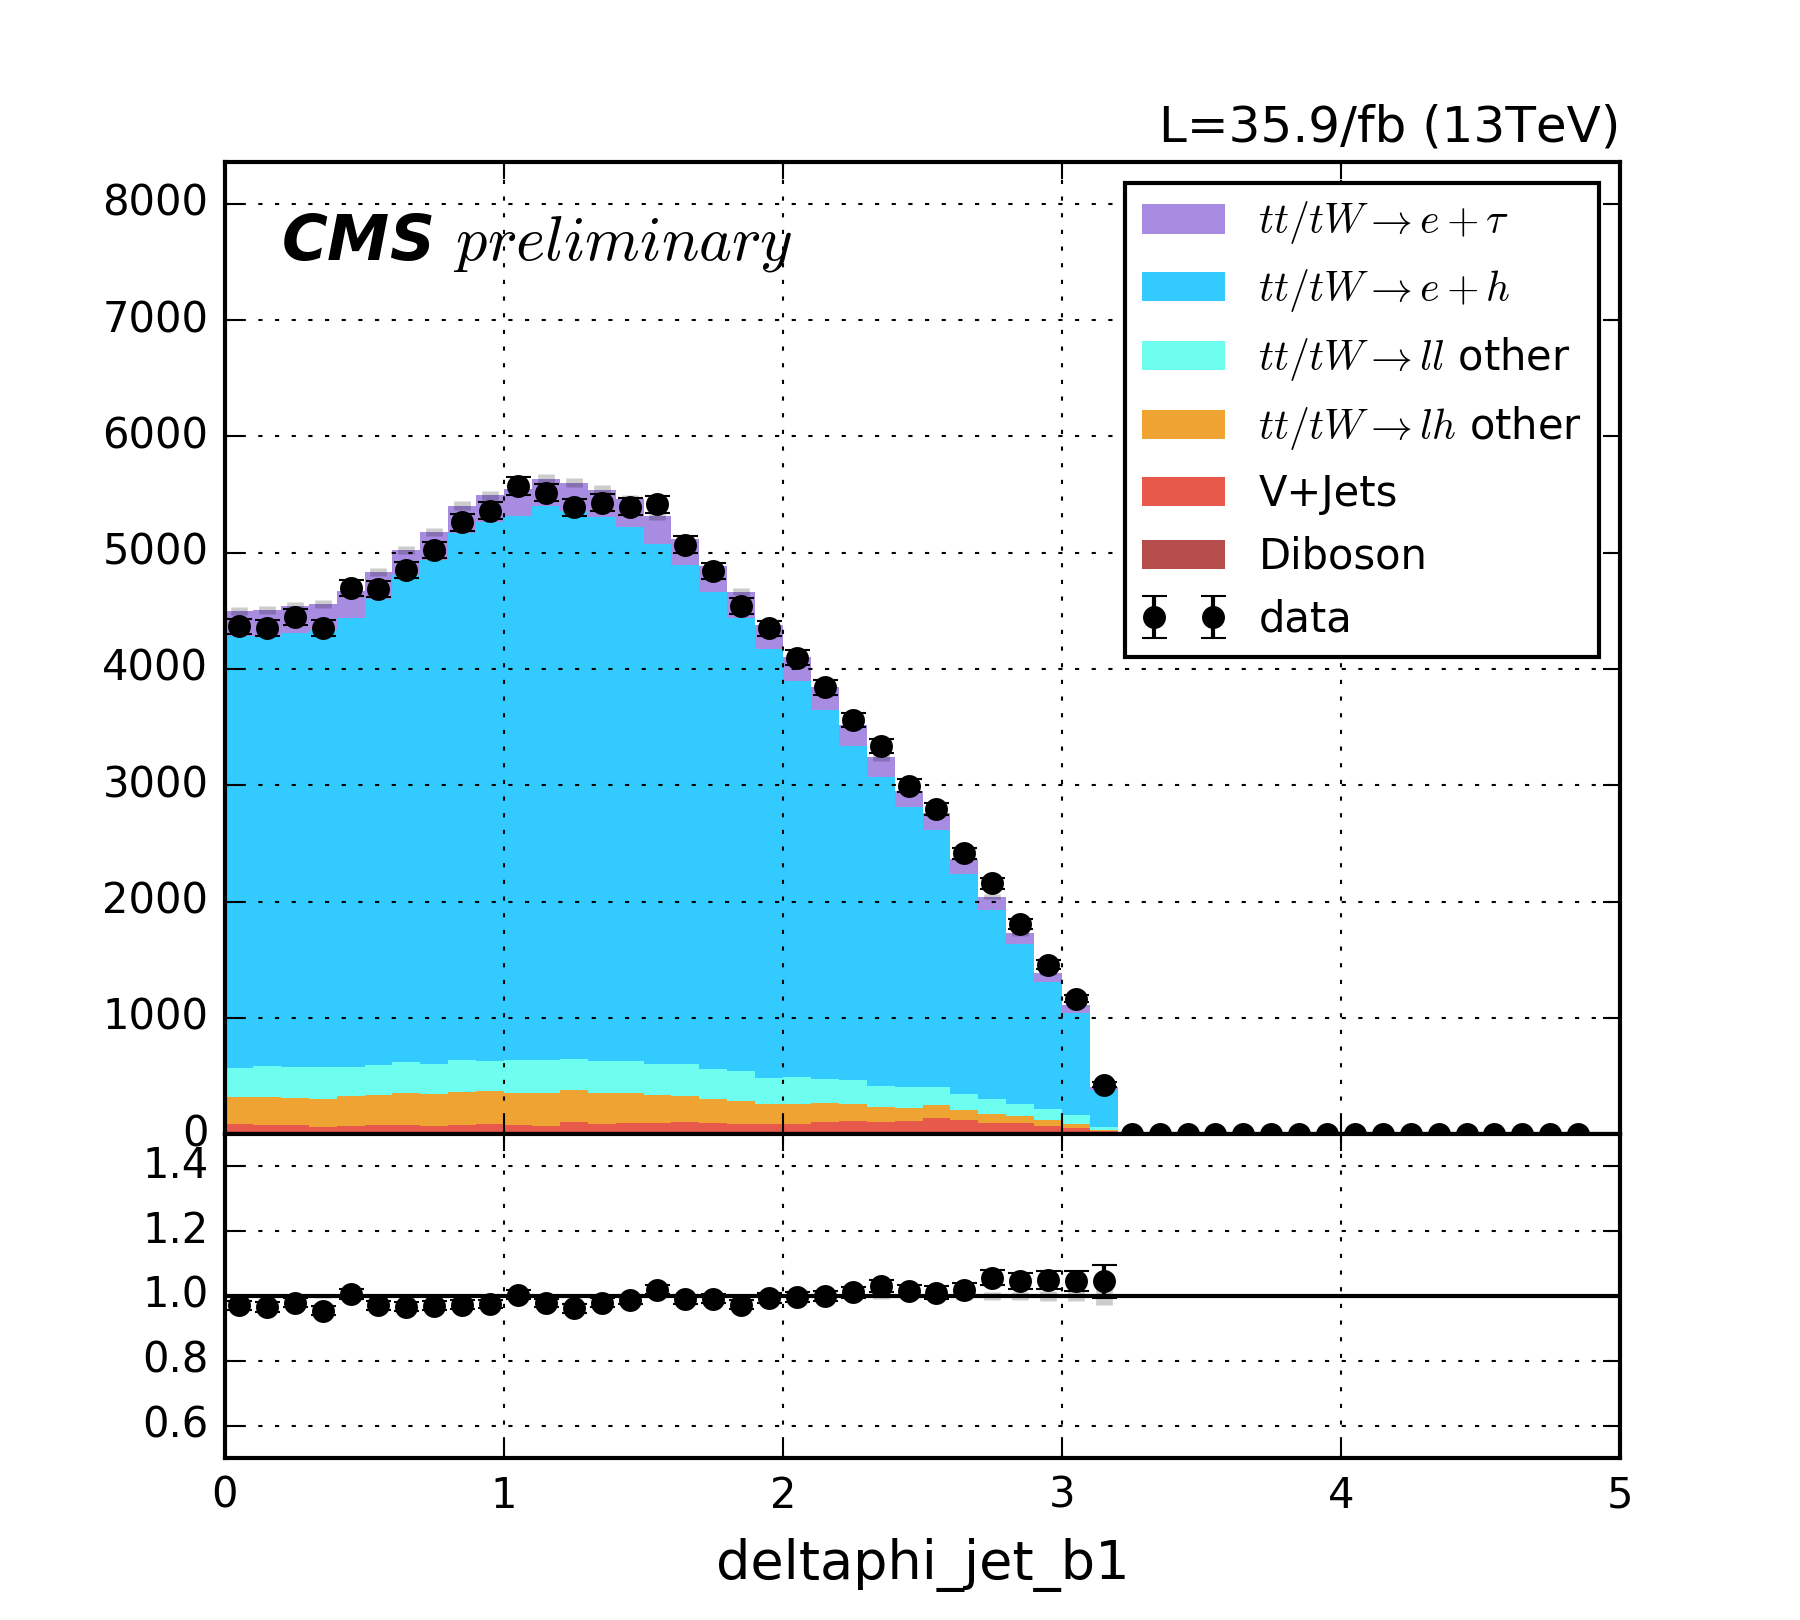 L=35.9/fb (13TeV)
CMS preliminary
8000
7000
6000
5000
4000
3000
2000
1000
0
tt/tW → e + τ
tt/tW → e + h
tt/tW → ll other
tt/tW → lh other
V+Jets
Diboson
data
1.4
1.2
1.0
0.8
0.6
0 1 2 3 4 5
deltaphi_jet_b1